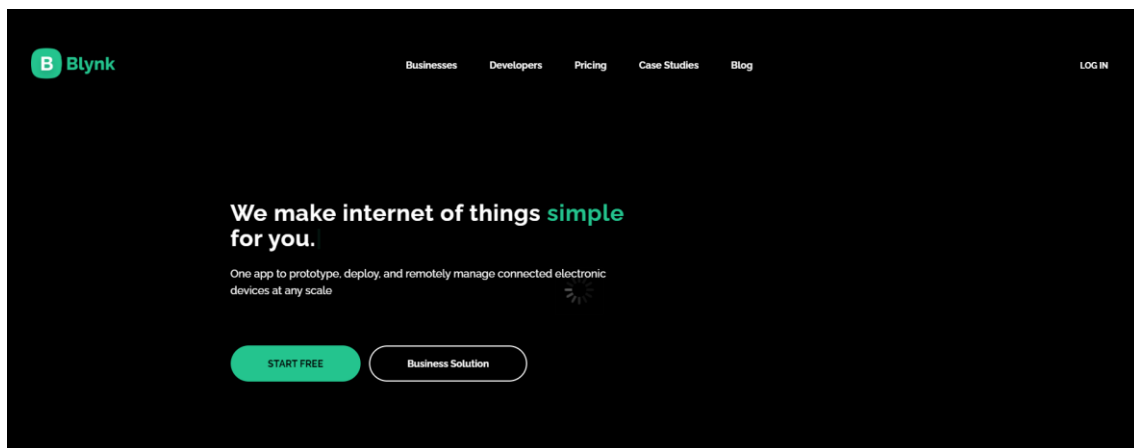 B Blynk
Businesses Developers Pricing Case Studies Blog
LOG IN
We make internet of things simple
for you.
One app to prototype, deploy, and remotely manage connected electronic
devices at any scale
START FREE
Business Solution